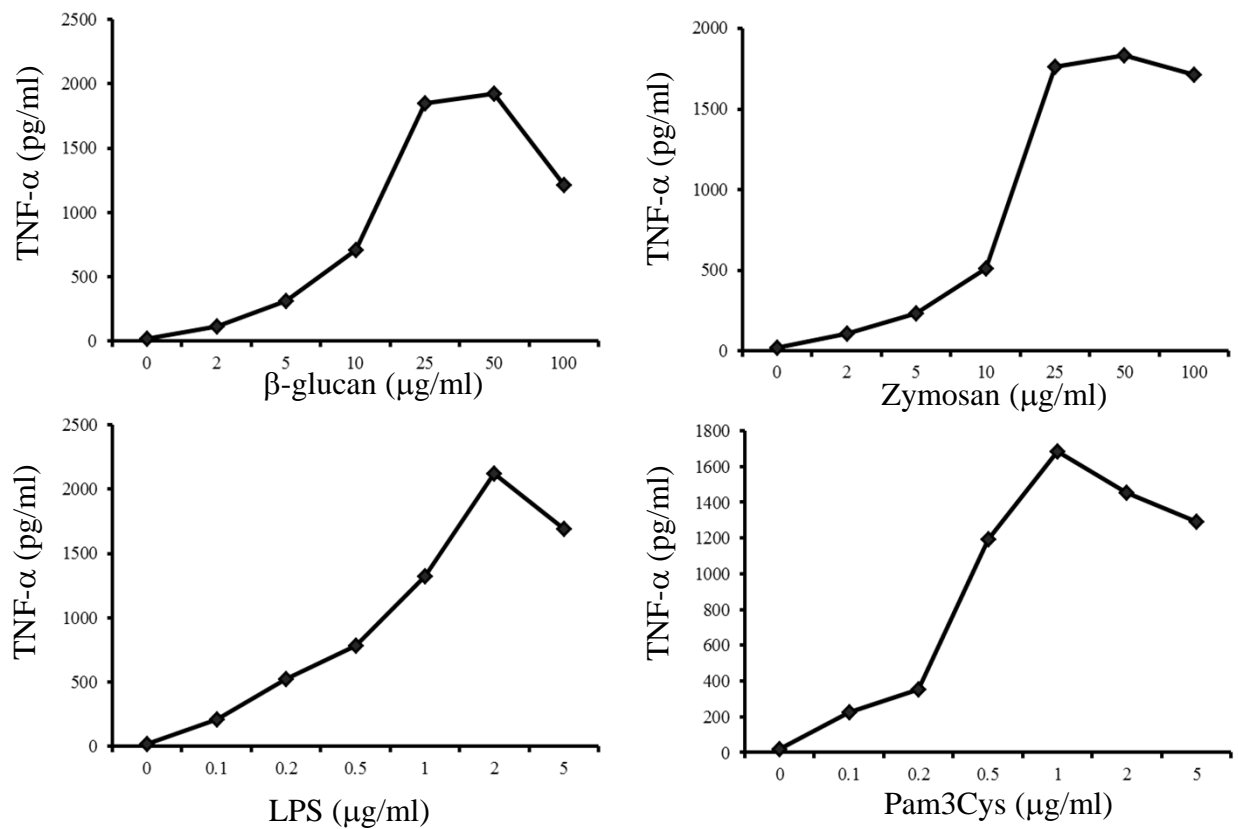 2500
2000
1500
1000
500
0
TNF-α (pg/ml)
0 2 5 10 25 50 100
β-glucan (μg/ml)
2000
1500
1000
500
0
TNF-α (pg/ml)
0 2 5 10 25 50 100
Zymosan (μg/ml)
2500
2000
1500
1000
500
0
TNF-α (pg/ml)
0 0.1 0.2 0.5 1 2 5
LPS (μg/ml)
1800
1600
1400
1200
1000
800
600
400
200
0
TNF-α (pg/ml)
0 0.1 0.2 0.5 1 2 5
Pam3Cys (μg/ml)